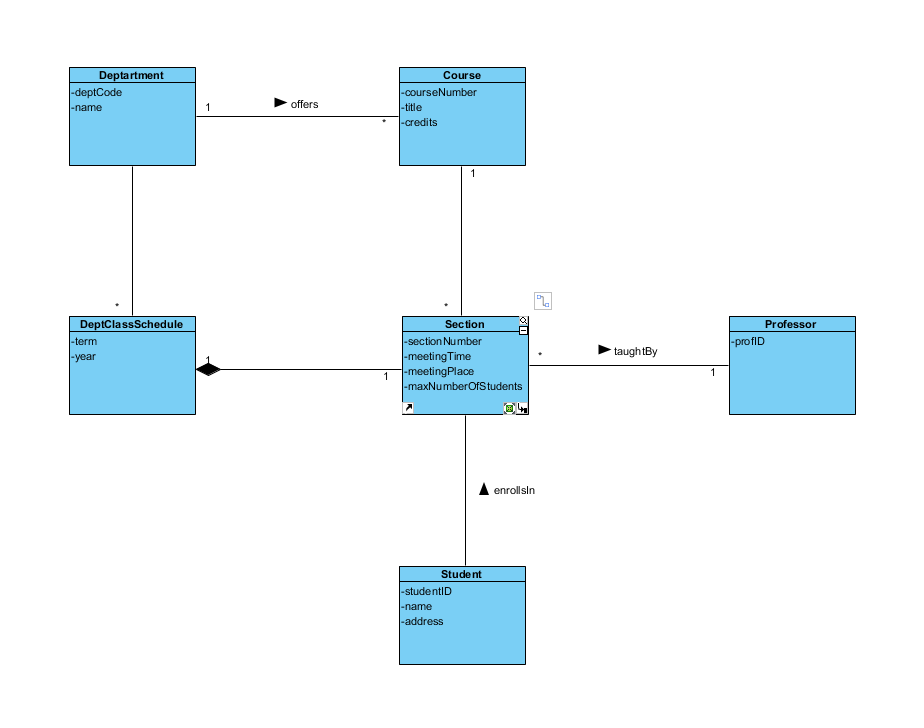 Deptartment
-deptCode
-name
1
offers
*
Course
-courseNumber
-title
-credits
1
*
*
DeptClassSchedule
-term
-year
1
1
Section
-sectionNumber
-meetingTime
-meetingPlace
-maxNumberOfStudents
*
taughtBy
1
Professor
-profID
enrollsIn
Student
-studentID
-name
-address